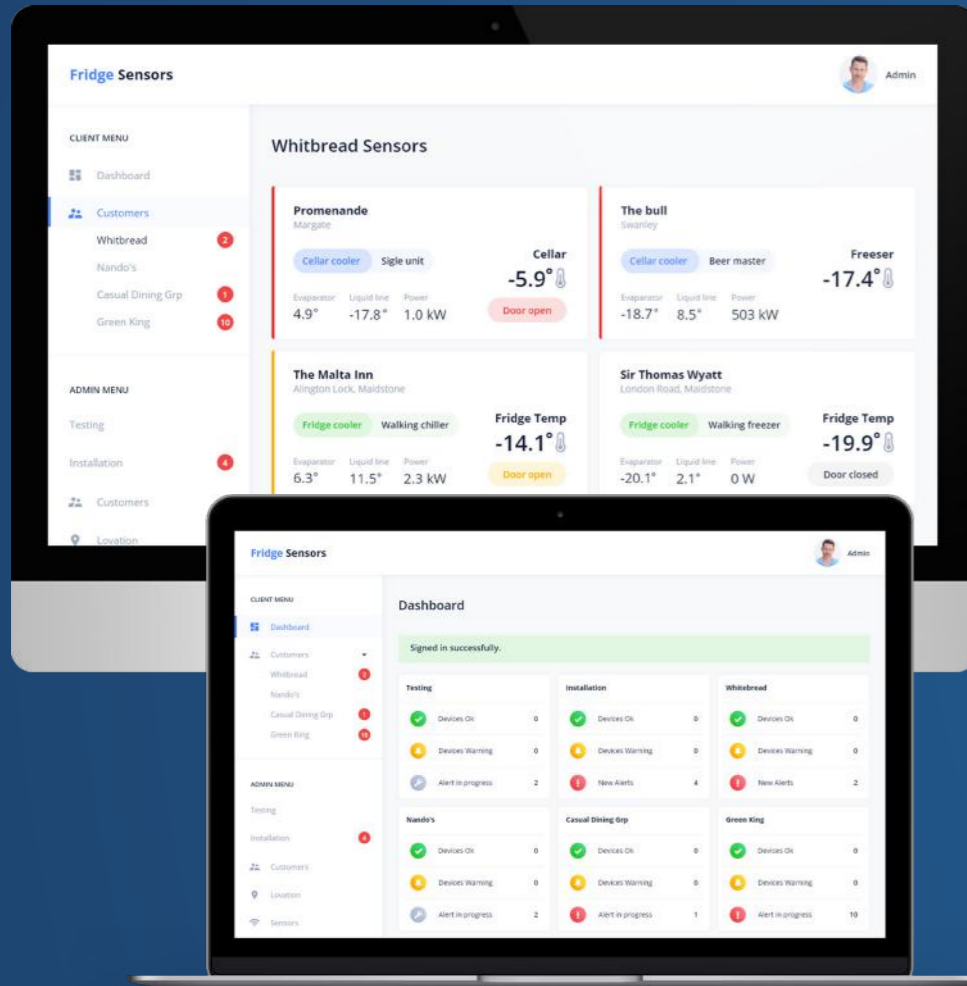 Fridge Sensors
Admin
CLIENT MENU
Dashboard
Customers
Whitbread 2
Nando's
Casual Dining Grp 1
Green King 10
ADMIN MENU
Testing
Installation 4
Customers
Lovation
Whitbread Sensors
Promenande
Margate
Cellar cooler Sigle unit
Evaparator Liquid line Power
4.9° -17.8° 1.0 kW
Cellar
-5.9°
Door open
The bull
Swanley
Cellar cooler Beer master
Evaparator Liquid line Power
-18.7° 8.5° 503 kW
Freeser
-17.4°
The Malta Inn
Alington Lock, Maidstone
Fridge cooler Walking chiller
Evaparator Liquid line Power
6.3° 11.5° 2.3 kW
Fridge Temp
-14.1°
Door open
Sir Thomas Wyatt
London Road, Maidstone
Fridge cooler Walking freezer
Evaparator Liquid line Power
-20.1° 2.1° 0 W
Fridge Temp
-19.9°
Door closed
Fridge Sensors
Admin
CLIENT MENU
Dashboard
Customers
Whitbread
Nando's
Casual Dining Grp 1
Green King 10
ADMIN MENU
Testing
Installation 4
Customers
Lovation
Sensors
Dashboard
Signed in successfully.
Testing
Devices Ok 0
Devices Warning 0
Alert in progress 2
Installation
Devices Ok 0
Devices Warning 0
New Alerts 4
Whitebread
Devices Ok 0
Devices Warning 0
New Alerts 2
Nando's
Devices Ok 0
Devices Warning 0
Alert in progress 2
Casual Dining Grp
Devices Ok 0
Devices Warning 0
Alert in progress 1
Green King
Devices Ok 0
Devices Warning 0
Alert in progress 10